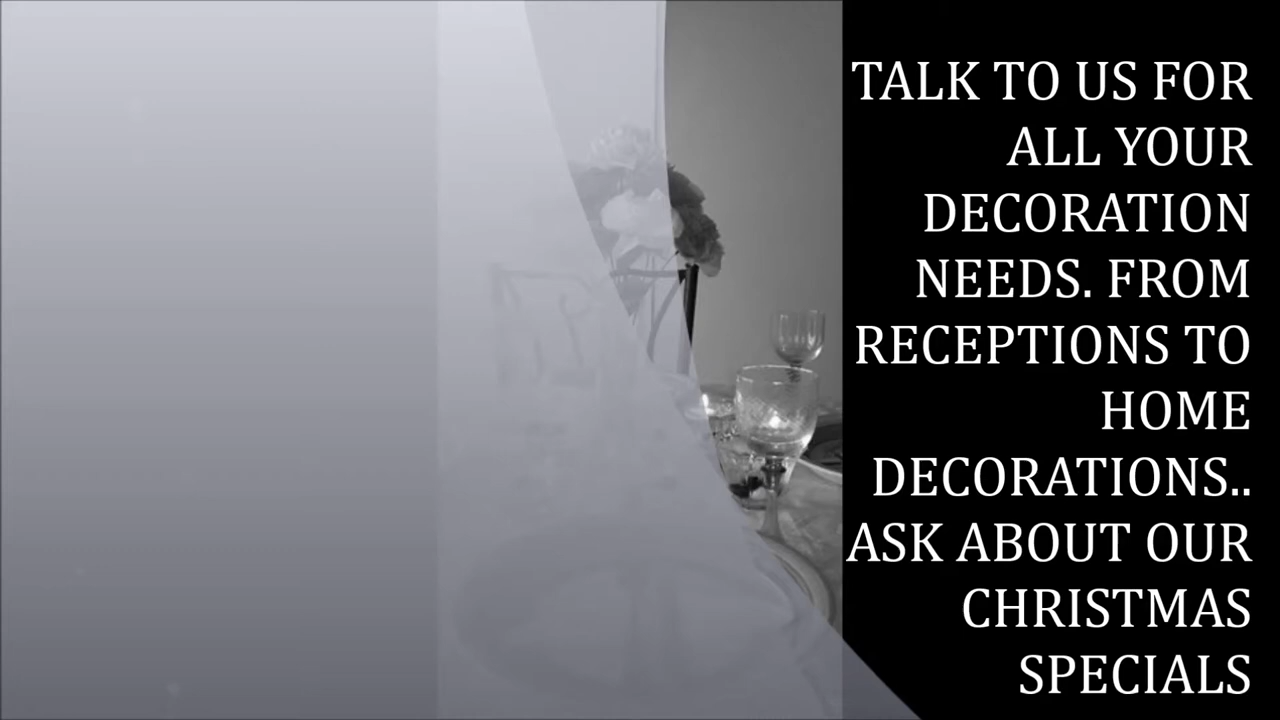 TALK TO US FOR
ALL YOUR
DECORATION
NEEDS. FROM
RECEPTIONS TO
HOME
DECORATIONS..
ASK ABOUT OUR
CHRISTMAS
SPECIALS